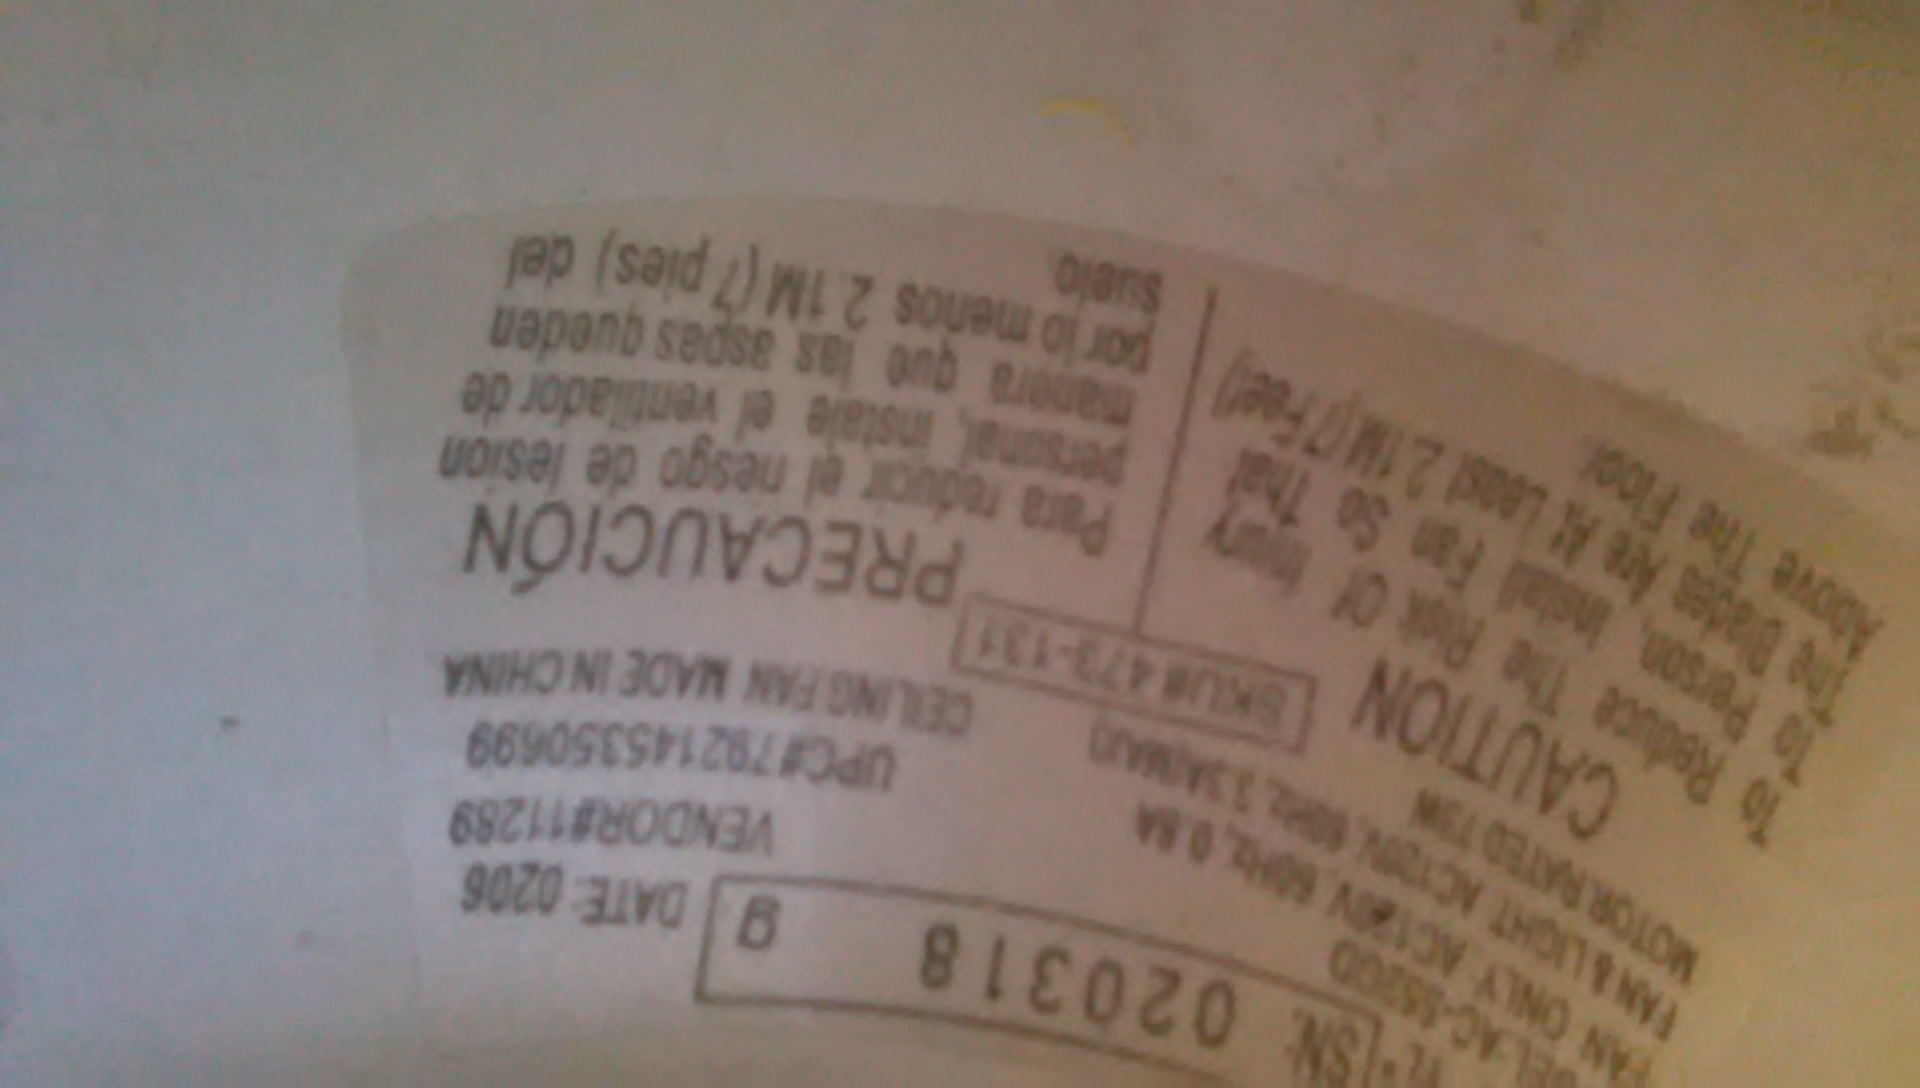 SN: 020318 g
DATE: 0206
VENDOR#11289
UPC#792145350699
CEILING FAN MADE IN CHINA
FAN ONLY AC120V, 60Hz, 0.8A
FAN & LIGHT AC120V, 60Hz, 3.3A(MAX)
MOTOR RATED 73W
SKU# 473-131
CAUTION
To Reduce The Risk Of Injury
To Person, Install Fan So That
The Blades Are At Least 2.1M(7 Feet)
Above The Floor.
PRECAUCIÓN
Para reducir el riesgo de lesión
personal, instale el ventilador de
manera que las aspas queden
por lo menos 2.1M (7 pies) del
suelo.